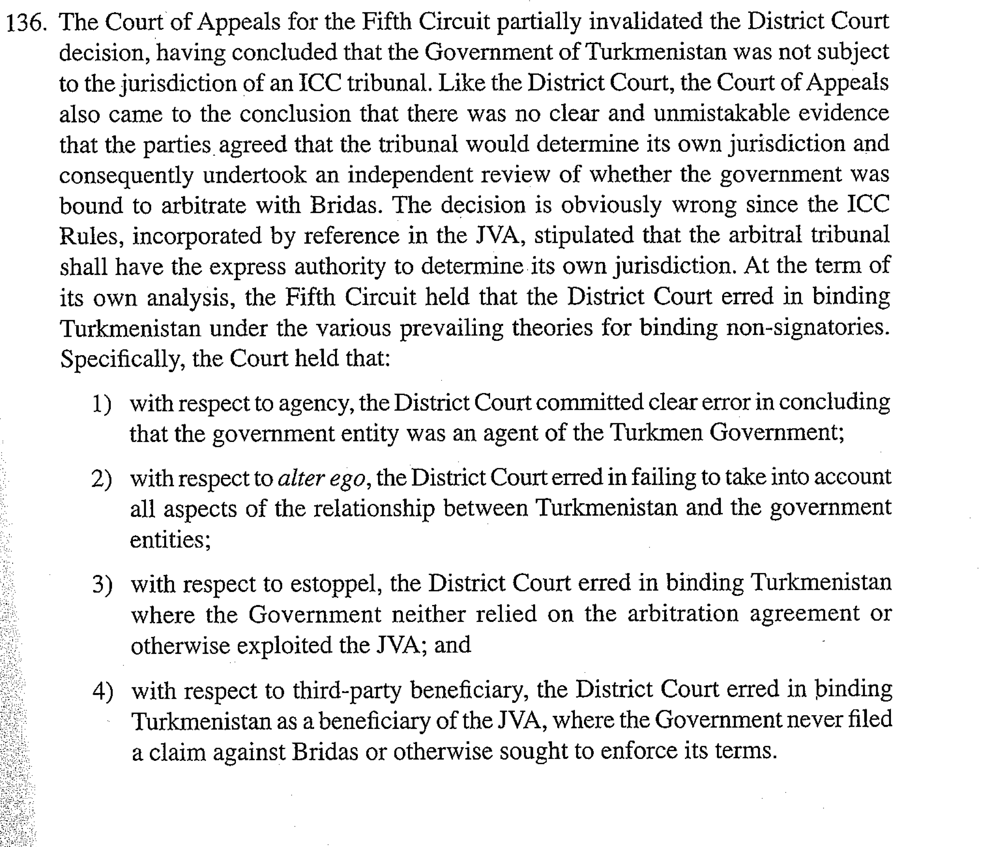 136. The Court of Appeals for the Fifth Circuit partially invalidated the District Court
decision, having concluded that the Government of Turkmenistan was not subject
to the jurisdiction of an ICC tribunal. Like the District Court, the Court of Appeals
also came to the conclusion that there was no clear and unmistakable evidence
that the parties agreed that the tribunal would determine its own jurisdiction and
consequently undertook an independent review of whether the government was
bound to arbitrate with Bridas. The decision is obviously wrong since the ICC
Rules, incorporated by reference in the JVA, stipulated that the arbitral tribunal
shall have the express authority to determine its own jurisdiction. At the term of
its own analysis, the Fifth Circuit held that the District Court erred in binding
Turkmenistan under the various prevailing theories for binding non-signatories.
Specifically, the Court held that:
1) with respect to agency, the District Court committed clear error in concluding
that the government entity was an agent of the Turkmen Government;
2) with respect to alter ego, the District Court erred in failing to take into account
all aspects of the relationship between Turkmenistan and the government
entities;
3) with respect to estoppel, the District Court erred in binding Turkmenistan
where the Government neither relied on the arbitration agreement or
otherwise exploited the JVA; and
4) with respect to third-party beneficiary, the District Court erred in binding
Turkmenistan as a beneficiary of the JVA, where the Government never filed
a claim against Bridas or otherwise sought to enforce its terms.